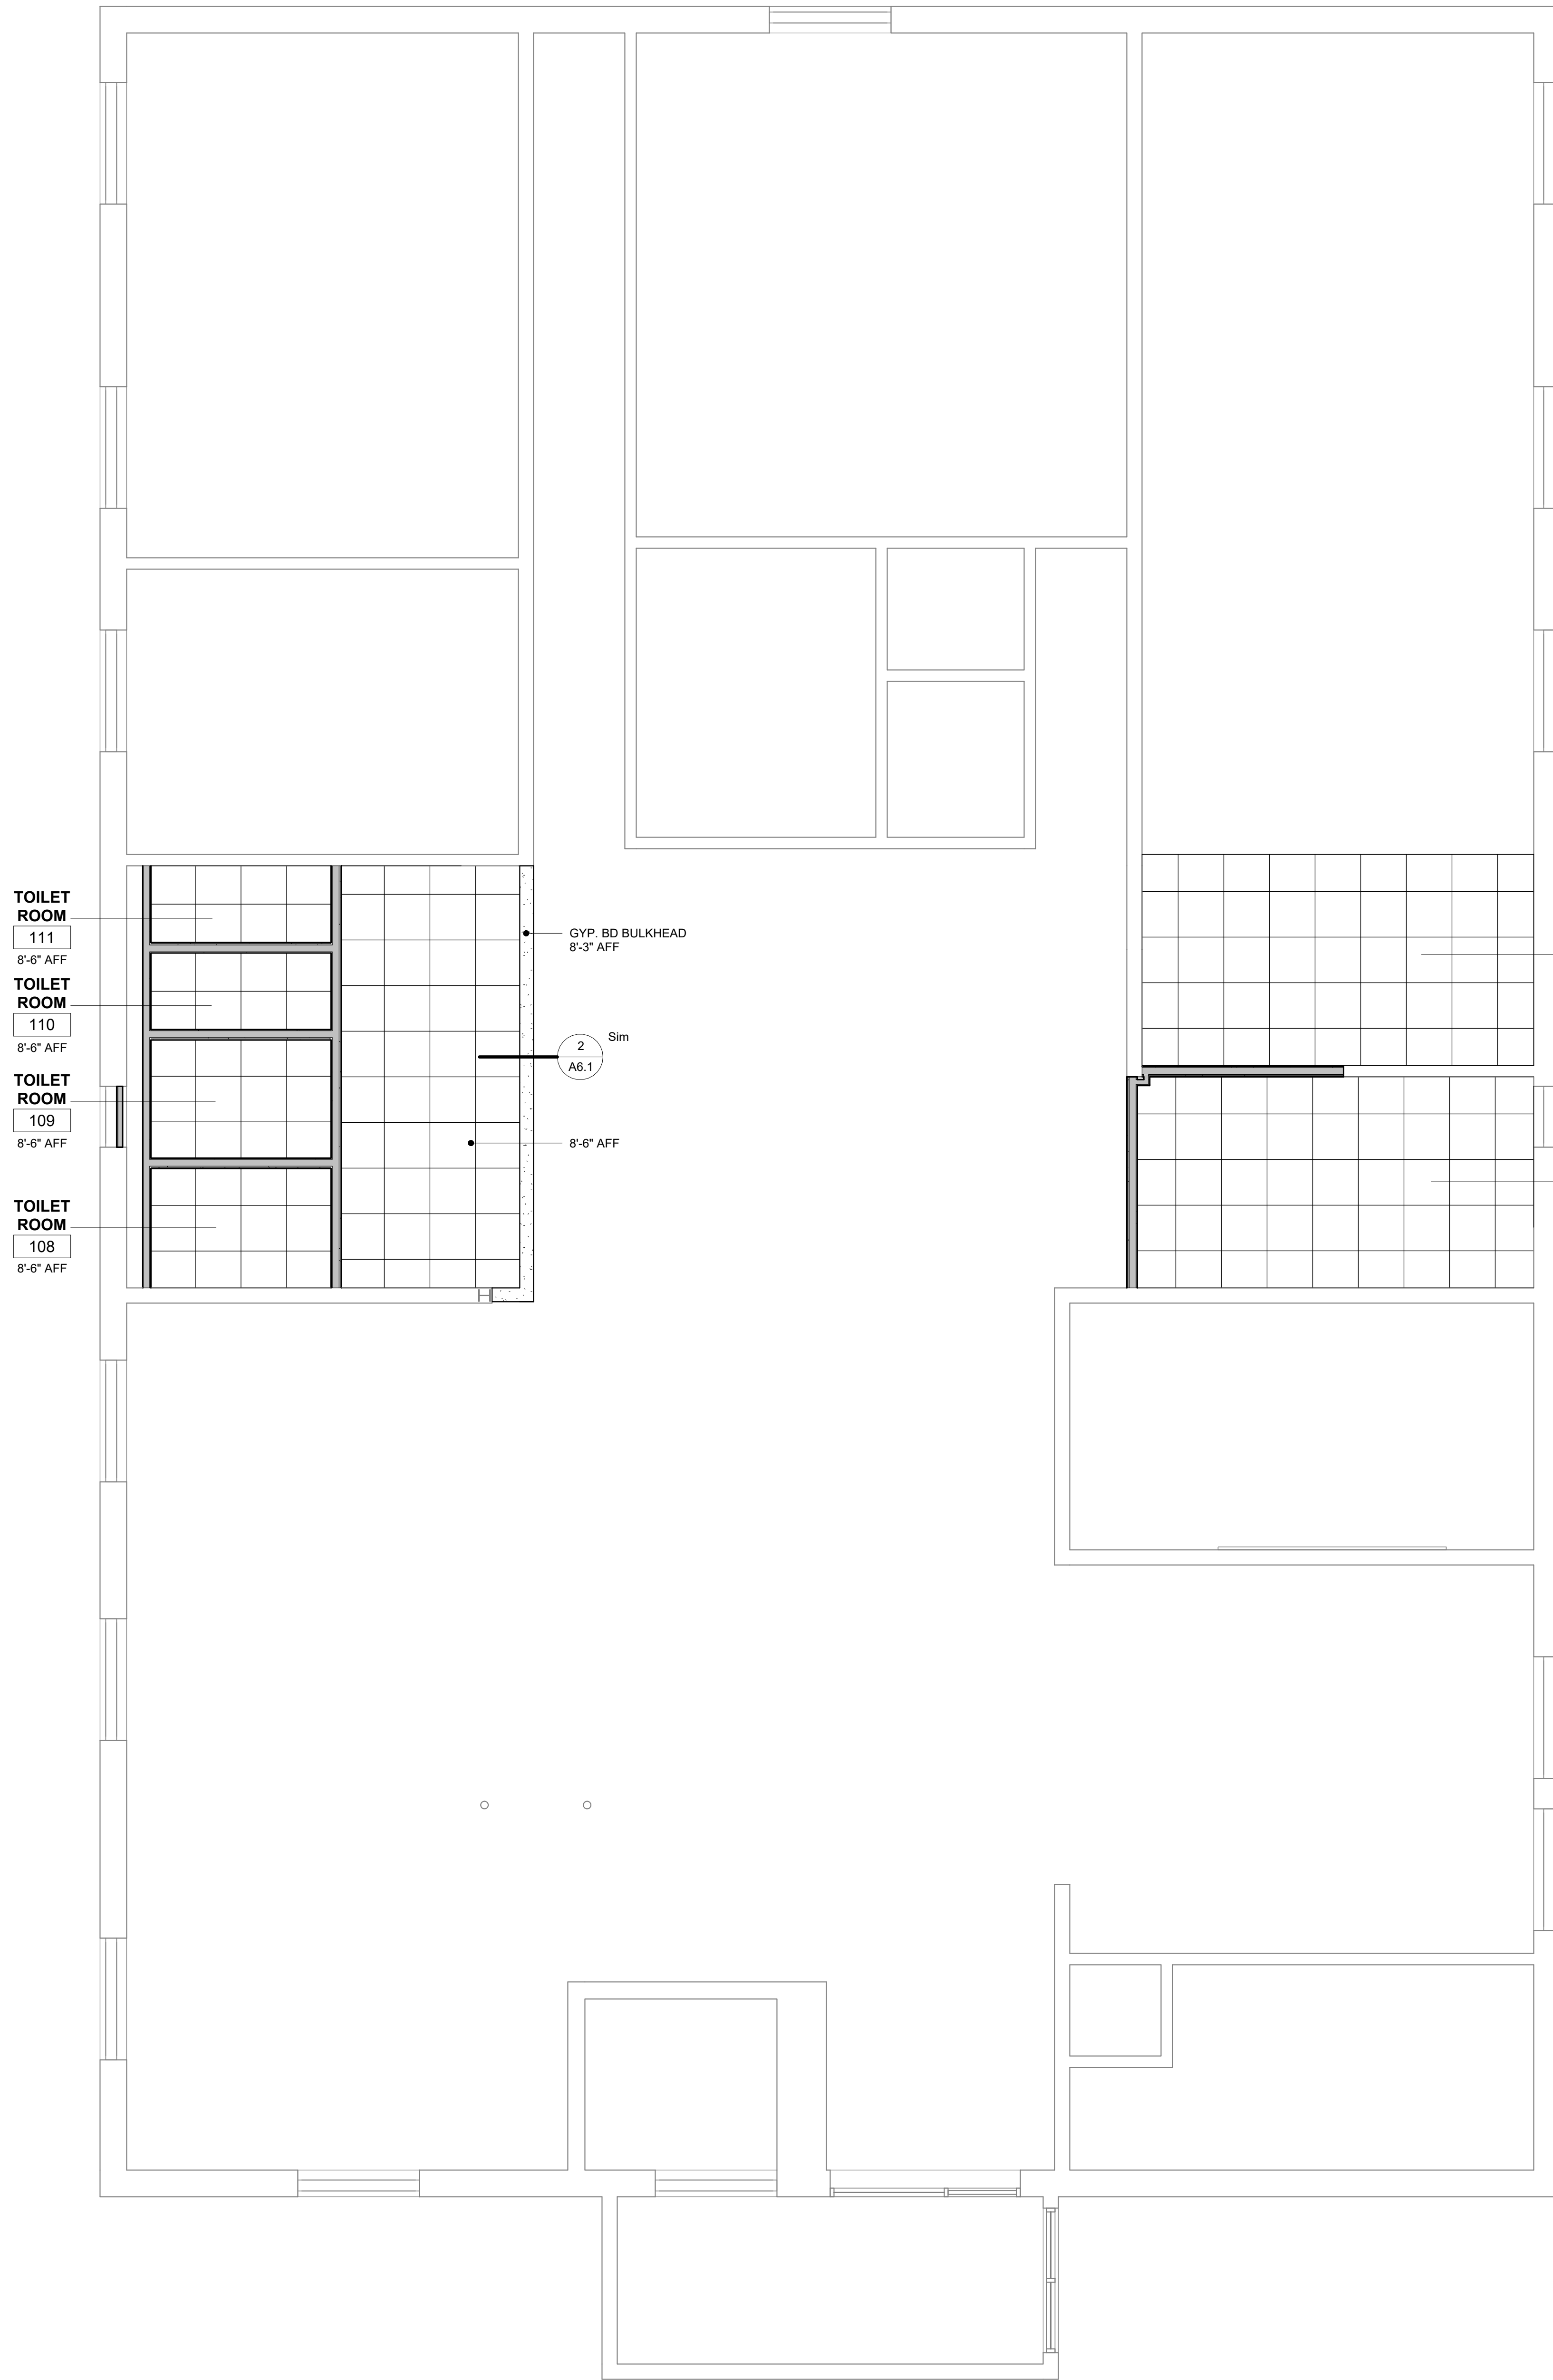 TOILET
ROOM
111
8'-6" AFF
TOILET
ROOM
110
8'-6" AFF
TOILET
ROOM
109
8'-6" AFF
TOILET
ROOM
108
8'-6" AFF
GYP. BD BULKHEAD
8'-3" AFF
Sim
2
A6.1
8'-6" AFF